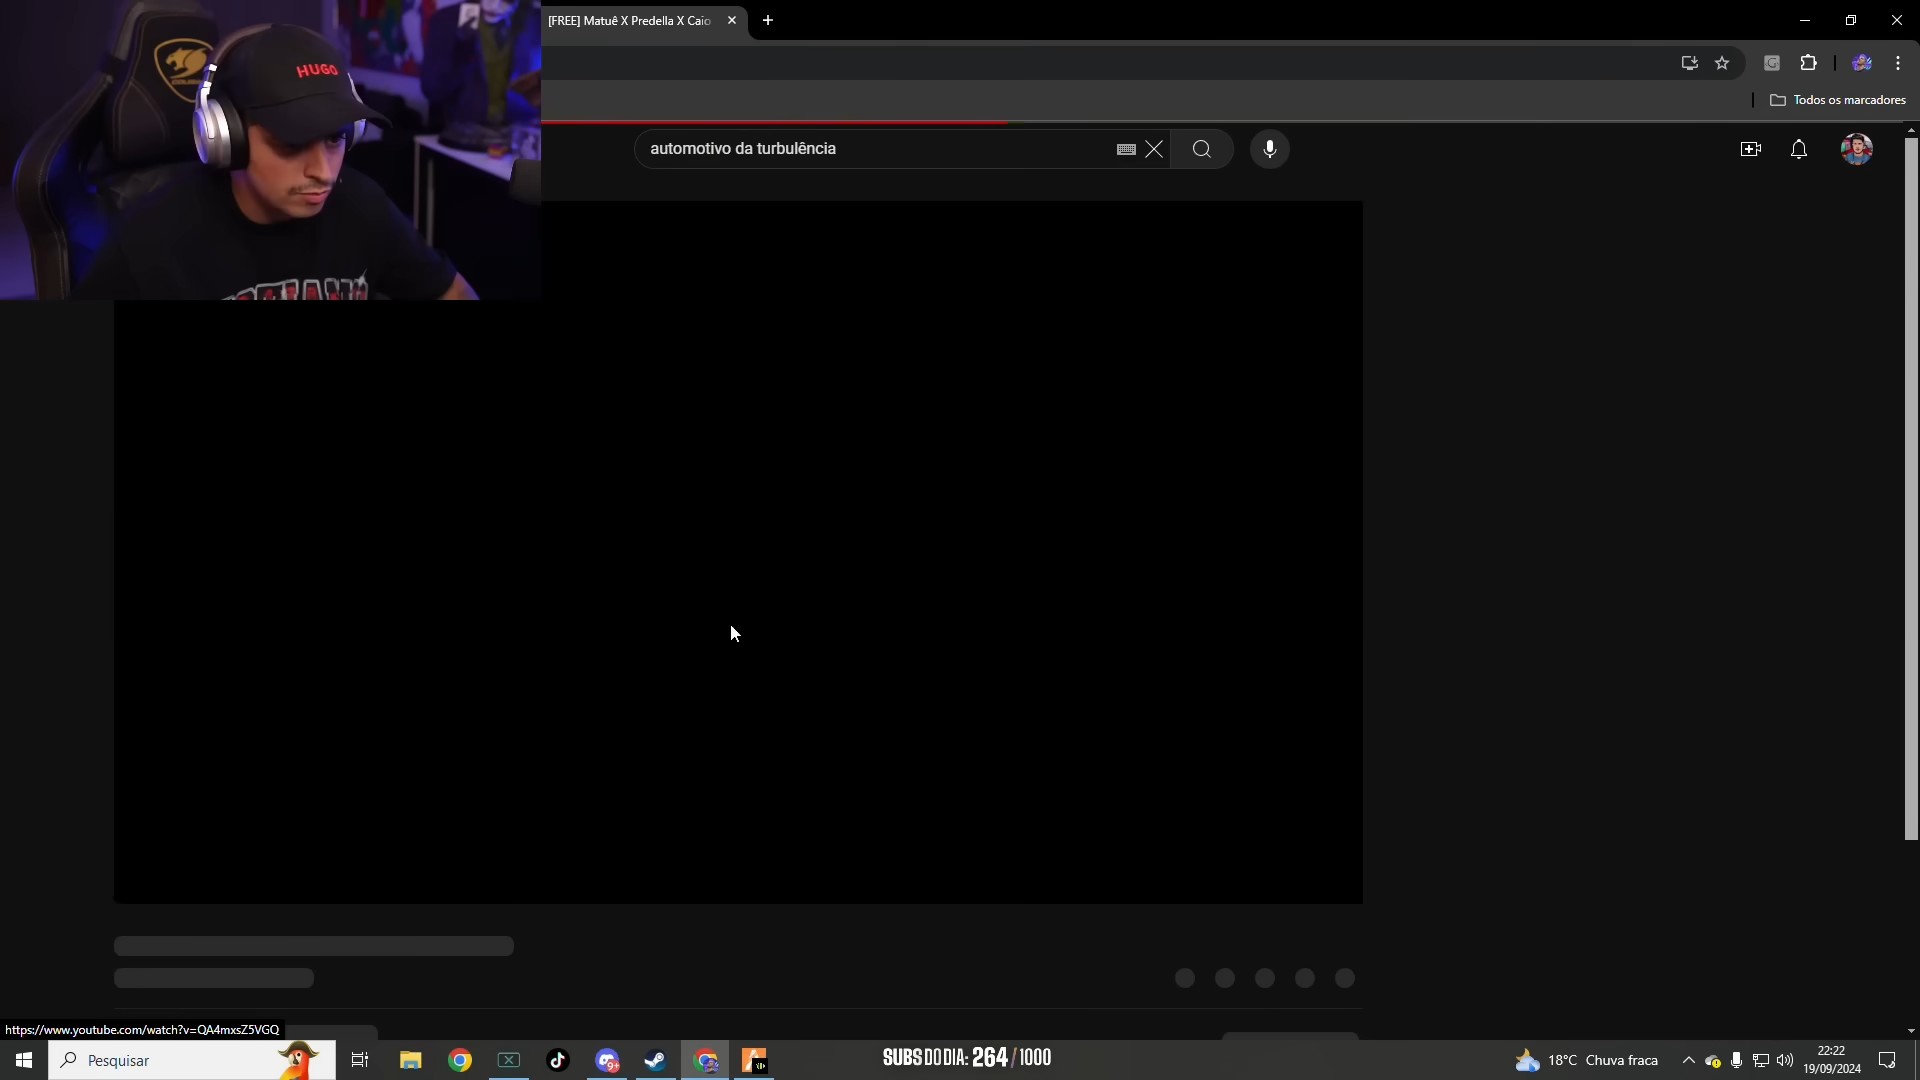 [FREE] Matuê X Predella X Caio
Todos os marcadores
automotivo da turbulência
HUGO
https://www.youtube.com/watch?v=QA4mxsZ5VGQ
Pesquisar
9+
SUBS DO DIA: 264 / 1000
18°C Chuva fraca
22:22
19/09/2024